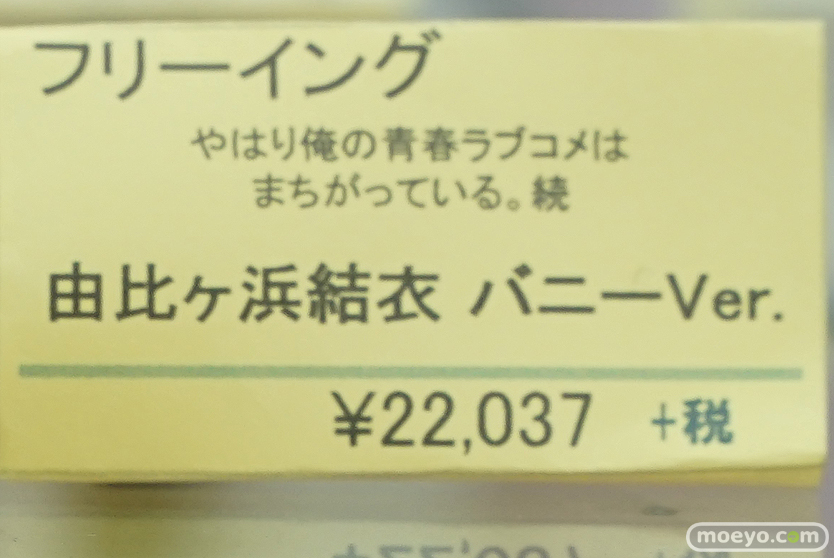 フリーイング
やはり俺の青春ラブコメは
まちがっている。続
由比ヶ浜結衣 バニーVer.
¥22,037 +税
moeyo.com